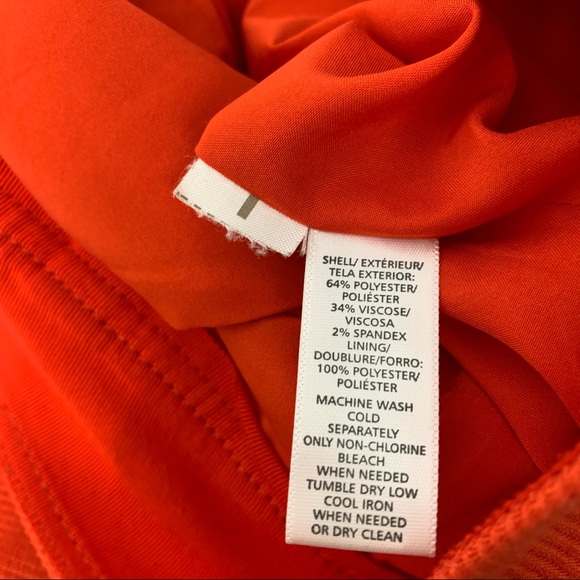 SHELL/ EXTÉRIEUR/
TELA EXTERIOR:
64% POLYESTER/
POLIÉSTER
34% VISCOSE/
VISCOSA
2% SPANDEX
LINING/
DOUBLURE/FORRO:
100% POLYESTER/
POLIÉSTER
MACHINE WASH
COLD
SEPARATELY
ONLY NON-CHLORINE
BLEACH
WHEN NEEDED
TUMBLE DRY LOW
COOL IRON
WHEN NEEDED
OR DRY CLEAN